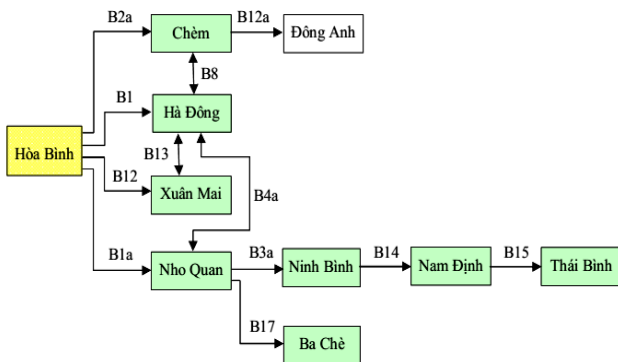 B2a
Chèm
B12a
Đông Anh
B8
B1
Hà Đông
Hòa Bình
B13
B12
Xuân Mai
B4a
B1a
Nho Quan
B3a
Ninh Bình
B14
Nam Định
B15
Thái Bình
B17
Ba Chè